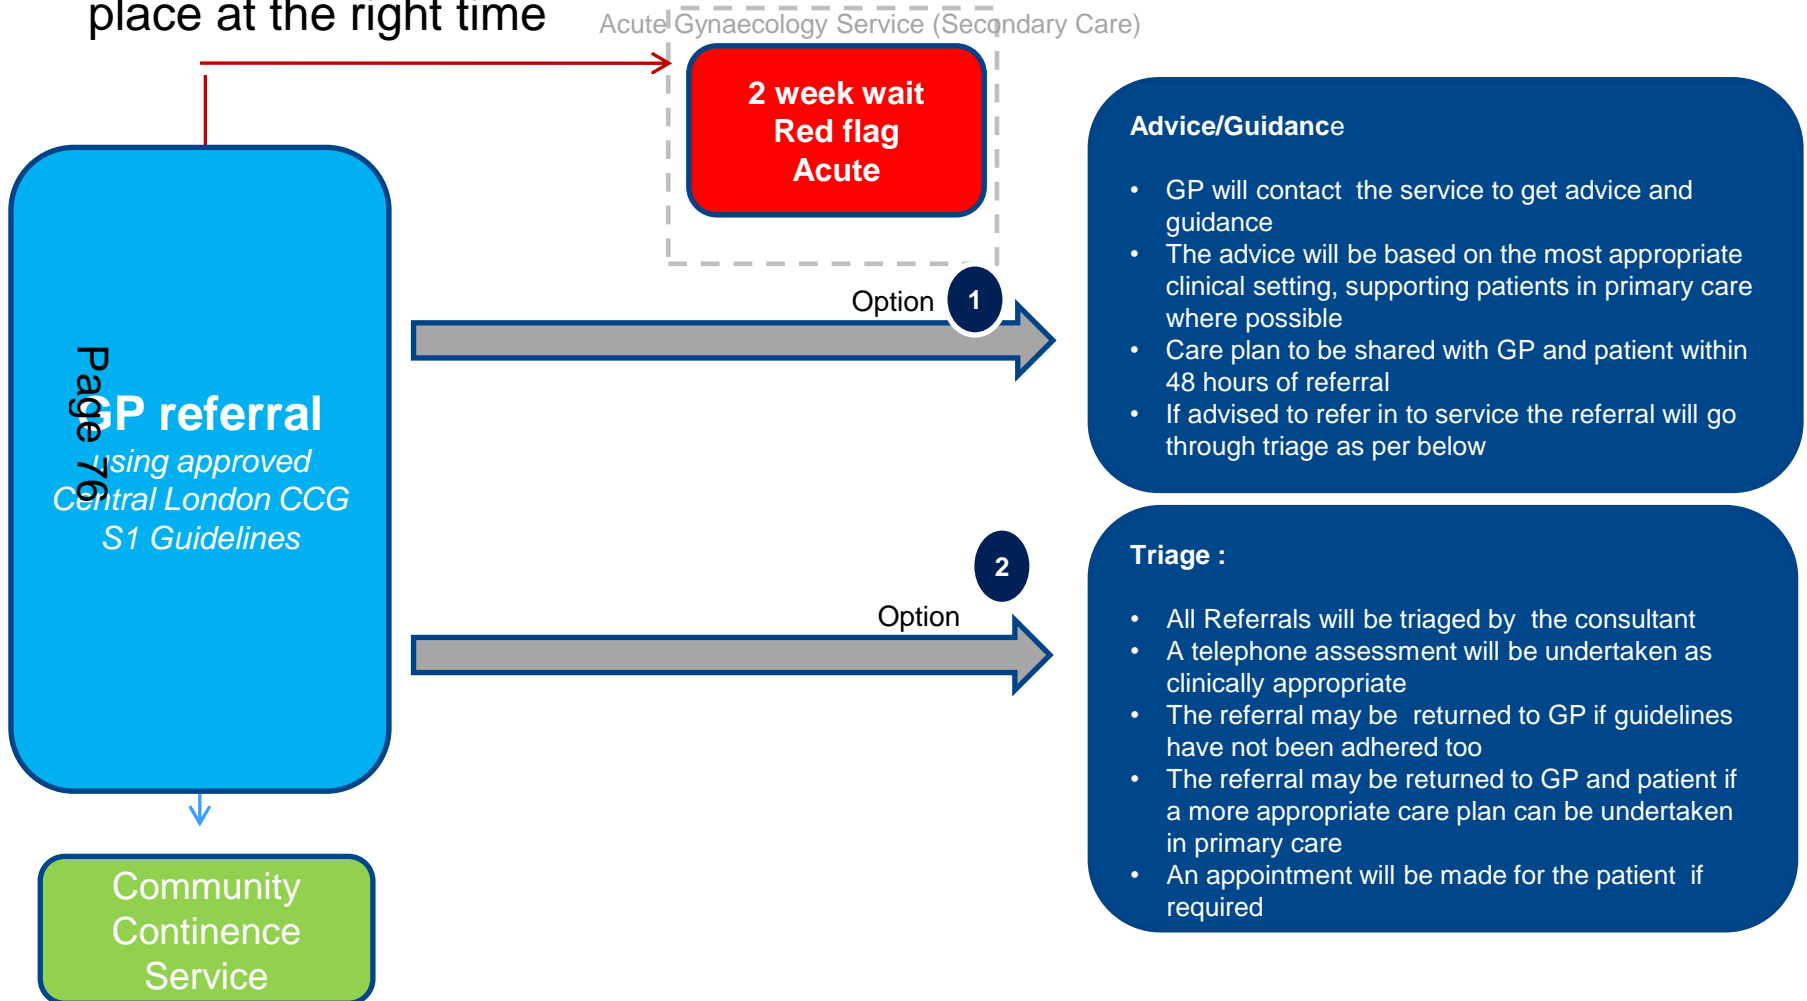 place at the right time
Acute Gynaecology Service (Secondary Care)
2 week wait
Red flag
Acute
Page 76
GP referral
using approved
Central London CCG
S1 Guidelines
Community
Continence
Service
Option 1
Advice/Guidance
• GP will contact the service to get advice and
guidance
• The advice will be based on the most appropriate
clinical setting, supporting patients in primary care
where possible
• Care plan to be shared with GP and patient within
48 hours of referral
• If advised to refer in to service the referral will go
through triage as per below
2
Option
Triage :
• All Referrals will be triaged by the consultant
• A telephone assessment will be undertaken as
clinically appropriate
• The referral may be returned to GP if guidelines
have not been adhered too
• The referral may be returned to GP and patient if
a more appropriate care plan can be undertaken
in primary care
• An appointment will be made for the patient if
required